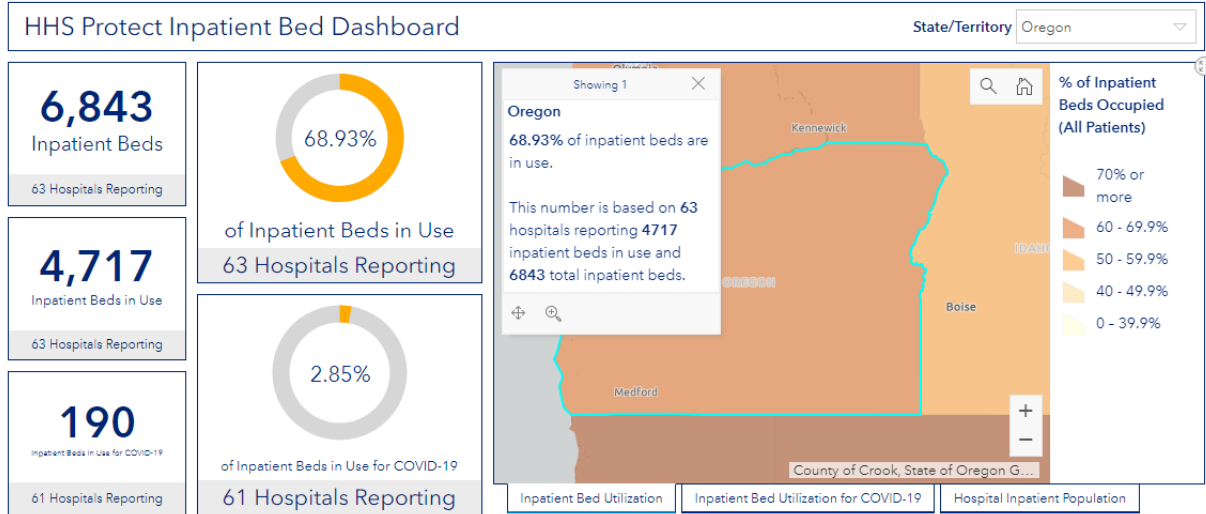 HHS Protect Inpatient Bed Dashboard
State/Territory Oregon
6,843
Inpatient Beds
63 Hospitals Reporting
4,717
Inpatient Beds in Use
63 Hospitals Reporting
190
Inpatient Beds in Use for COVID-19
61 Hospitals Reporting
68.93%
of Inpatient Beds in Use
63 Hospitals Reporting
2.85%
of Inpatient Beds in Use for COVID-19
61 Hospitals Reporting
Showing 1
Oregon
68.93% of inpatient beds are
in use.
This number is based on 63
hospitals reporting 4717
inpatient beds in use and
6843 total inpatient beds.
Kennewick
OREGON
Boise
Medford
County of Crook, State of Oregon G...
% of Inpatient
Beds Occupied
(All Patients)
70% or
more
60 - 69.9%
50 - 59.9%
40 - 49.9%
0 - 39.9%
Inpatient Bed Utilization
Inpatient Bed Utilization for COVID-19
Hospital Inpatient Population